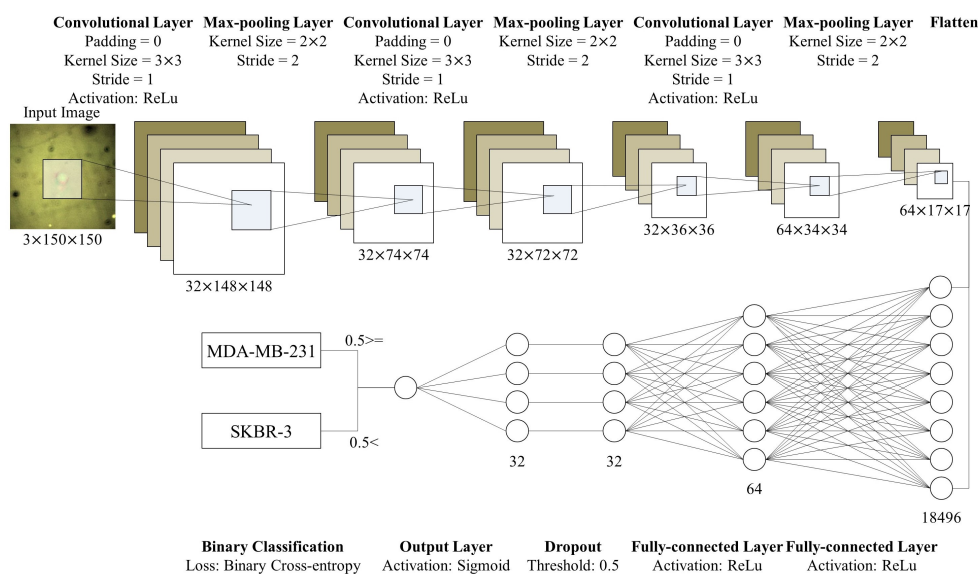 Convolutional Layer
Padding = 0
Kernel Size = 3×3
Stride = 1
Activation: ReLu
Max-pooling Layer
Kernel Size = 2×2
Stride = 2
Convolutional Layer
Padding = 0
Kernel Size = 3×3
Stride = 1
Activation: ReLu
Max-pooling Layer
Kernel Size = 2×2
Stride = 2
Convolutional Layer
Padding = 0
Kernel Size = 3×3
Stride = 1
Activation: ReLu
Max-pooling Layer
Kernel Size = 2×2
Stride = 2
Flatten
Input Image
3×150×150
32×148×148
32×74×74
32×72×72
32×36×36
64×34×34
64×17×17
MDA-MB-231
0.5>=
SKBR-3
0.5<
32
32
64
18496
Binary Classification
Loss: Binary Cross-entropy
Output Layer
Activation: Sigmoid
Dropout
Threshold: 0.5
Fully-connected Layer
Activation: ReLu
Fully-connected Layer
Activation: ReLu